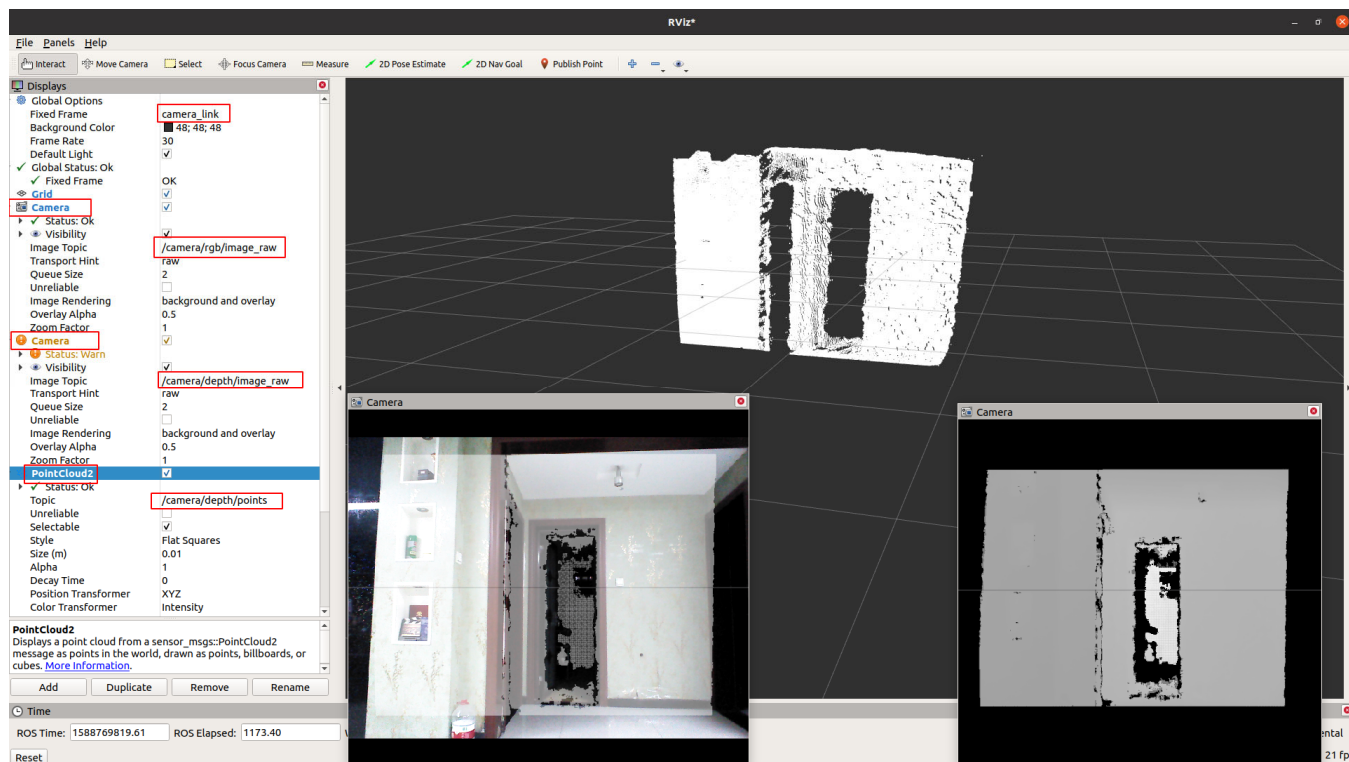 RViz*
File Panels Help
Interact Move Camera Select Focus Camera Measure 2D Pose Estimate 2D Nav Goal Publish Point
Displays
Global Options
Fixed Frame camera_link
Background Color 48; 48; 48
Frame Rate 30
Default Light
Global Status: Ok
Fixed Frame OK
Grid
Camera
Status: Ok
Visibility
Image Topic /camera/rgb/image_raw
Transport Hint raw
Queue Size 2
Unreliable
Image Rendering background and overlay
Overlay Alpha 0.5
Zoom Factor 1
Camera
Status: Warn
Visibility
Image Topic /camera/depth/image_raw
Transport Hint raw
Queue Size 2
Unreliable
Image Rendering background and overlay
Overlay Alpha 0.5
Zoom Factor 1
PointCloud2
Status: Ok
Topic /camera/depth/points
Unreliable
Selectable
Style Flat Squares
Size (m) 0.01
Alpha 1
Decay Time 0
Position Transformer XYZ
Color Transformer Intensity
PointCloud2
Displays a point cloud from a sensor_msgs::PointCloud2
message as points in the world, drawn as points, billboards, or
cubes. More Information.
Add Duplicate Remove Rename
Camera
Camera
Time
ROS Time: 1588769819.61 ROS Elapsed: 1173.40
ental
Reset
21 fp